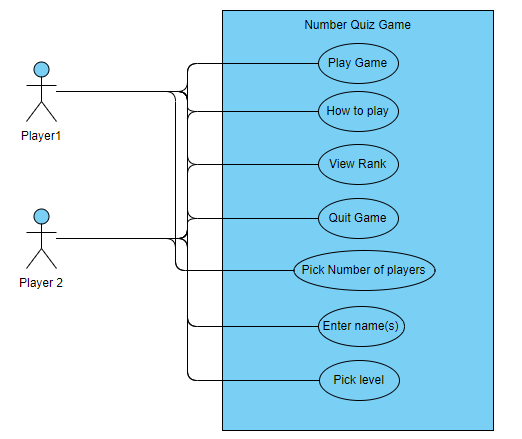 Number Quiz Game
Play Game
How to play
Player1
View Rank
Quit Game
Player 2
Pick Number of players
Enter name(s)
Pick level